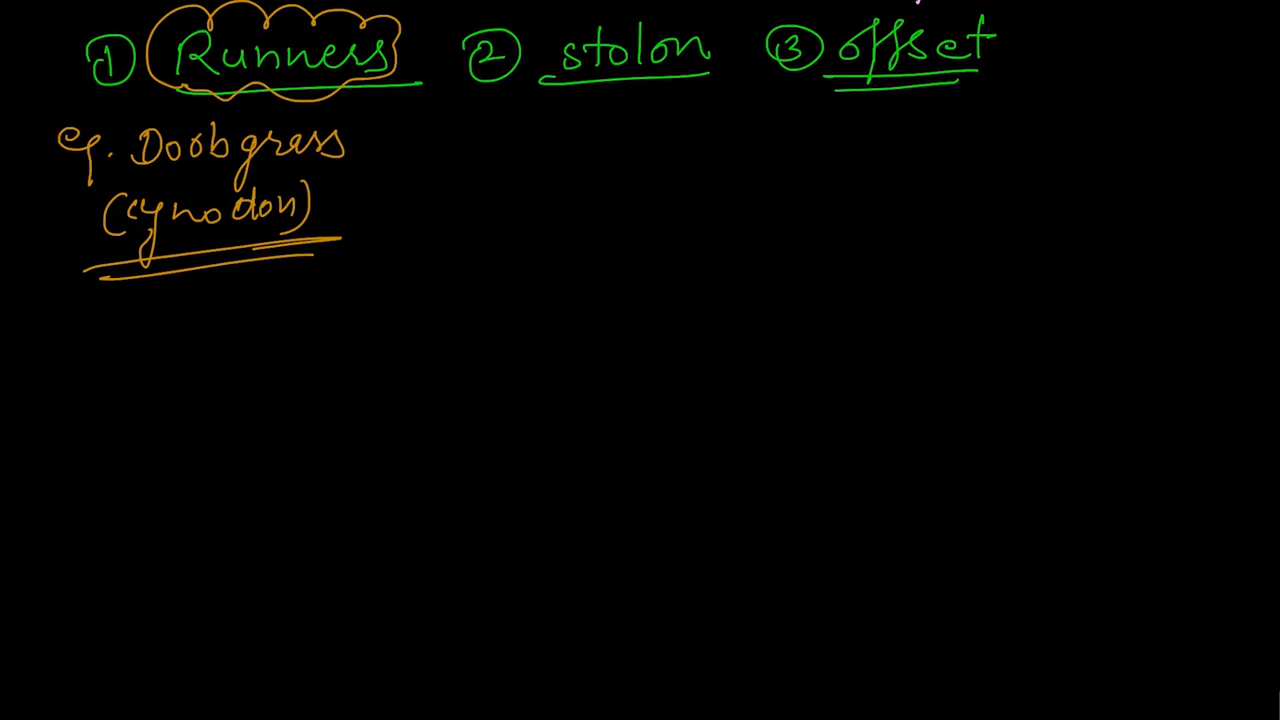 ① Runners ② stolon ③ offset
eg. Doobgrass
(cynodon)